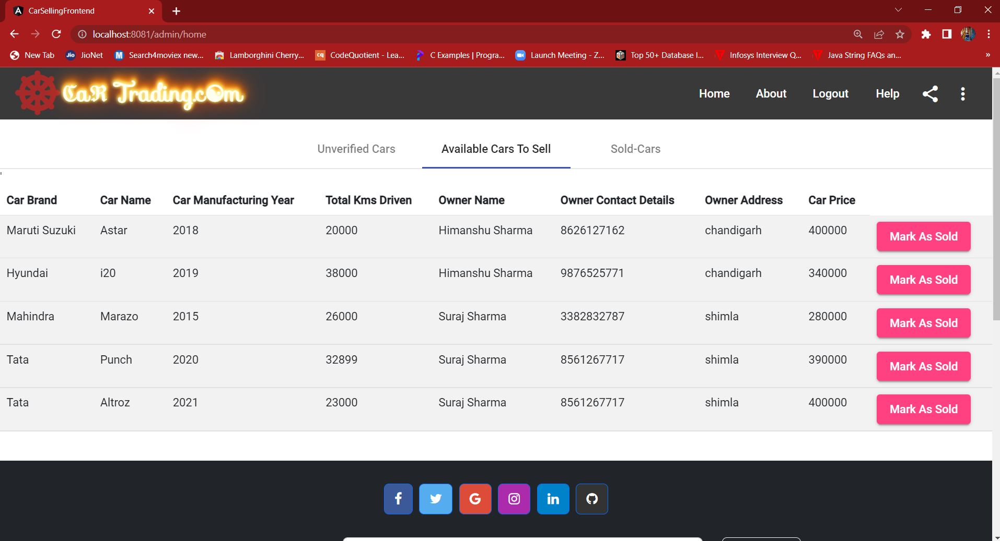 CarSellingFrontend
localhost:8081/admin/home
New Tab JioNet Search4moviex new... Lamborghini Cherry... CodeQuotient - Lea... C Examples | Progra... Launch Meeting - Z... Top 50+ Database I... Infosys Interview Q... Java String FAQs an... »
CaR Trading.com Home About Logout Help
Unverified Cars Available Cars To Sell Sold-Cars
'
Car Brand Car Name Car Manufacturing Year Total Kms Driven Owner Name Owner Contact Details Owner Address Car Price
Maruti Suzuki Astar 2018 20000 Himanshu Sharma 8626127162 chandigarh 400000 Mark As Sold
Hyundai i20 2019 38000 Himanshu Sharma 9876525771 chandigarh 340000 Mark As Sold
Mahindra Marazo 2015 26000 Suraj Sharma 3382832787 shimla 280000 Mark As Sold
Tata Punch 2020 32899 Suraj Sharma 8561267717 shimla 390000 Mark As Sold
Tata Altroz 2021 23000 Suraj Sharma 8561267717 shimla 400000 Mark As Sold